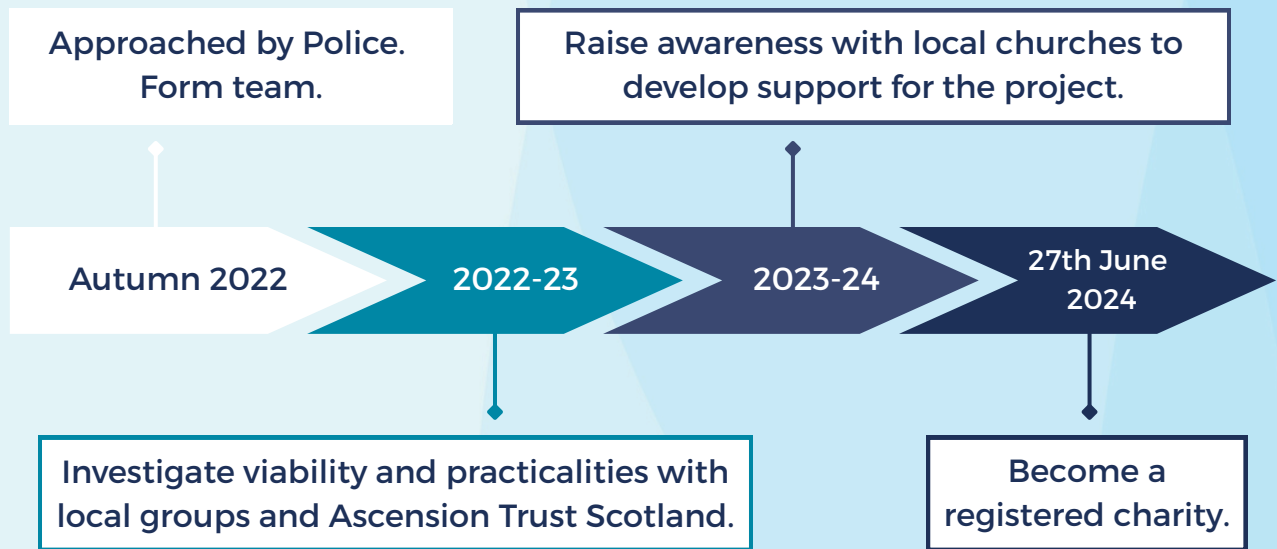 Approached by Police.
Form team.
Raise awareness with local churches to
develop support for the project.
Autumn 2022
2022-23
2023-24
27th June
2024
Investigate viability and practicalities with
local groups and Ascension Trust Scotland.
Become a
registered charity.